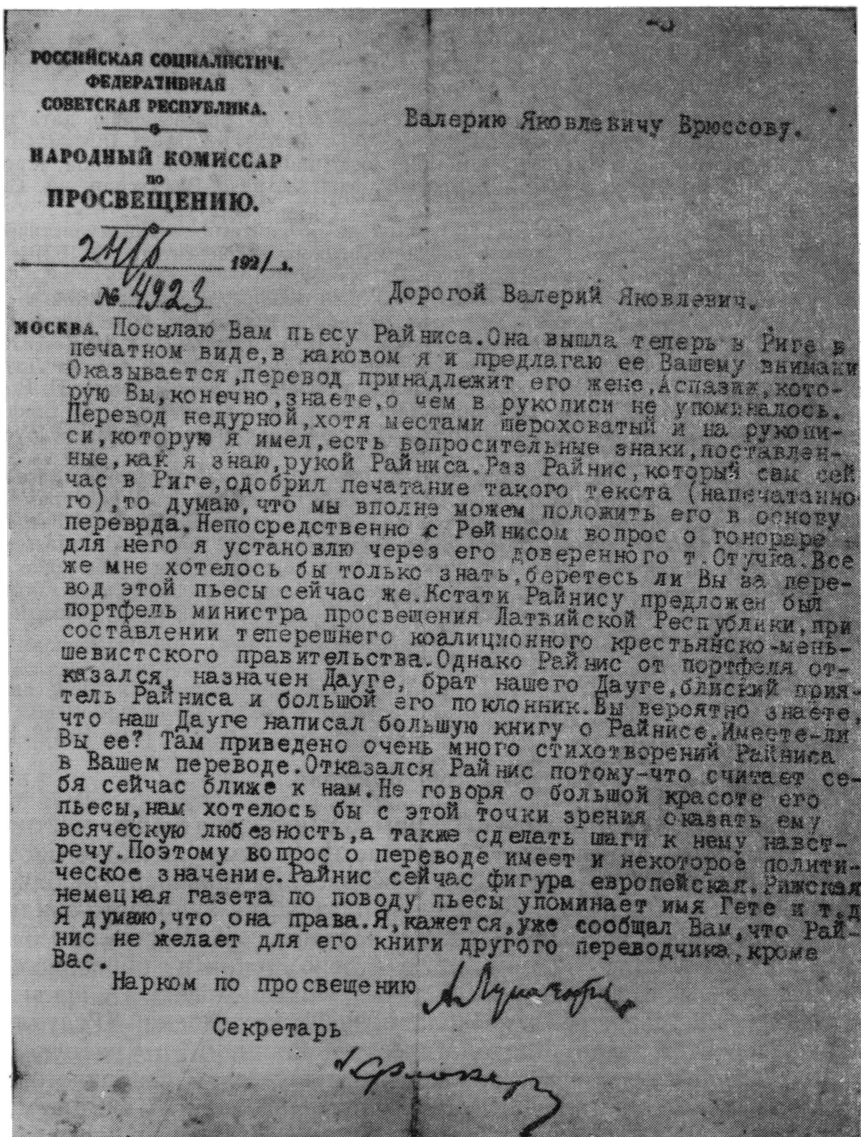 РОССИЙСКАЯ СОЦИАЛИСТИЧ.
ФЕДЕРАТИВНАЯ
СОВЕТСКАЯ РЕСПУБЛИКА.
НАРОДНЫЙ КОМИССАР
по
ПРОСВЕЩЕНИЮ.
1921 г.
№ 4923
Валерию Яковлевичу Врюссову.
Дорогой Валерий Яковлевич.
МОСКВА. Посылаю Вам пьесу Райниса.Она вышла теперь в Риге в
печатном виде,в каковом я и предлагаю ее Вашему внимани
Оказывается,перевод принадлежит его жене,Аспазии,кото-
рую Вы,конечно,знаете,о чем в рукописи не упоминалось.
Перевод недурной,хотя местами шероховатый и на рукопи-
си,которую я имел,есть вопросительные знаки,поставлен-
ные,как я знаю,рукой Райниса.Раз Райнис,который сам сей
час в Риге,одобрил печатание такого текста (напечатанно
го),то думаю,что мы вполне можем положить его в основу
переврда.Непосредственно с Рейнисом вопрос о гонораре
для него я установлю через его доверенного т.Отучка.Все
же мне хотелось бы только знать,беретесь ли Вы за пере-
вод этой пьесы сейчас же.Кстати Райнису предложен был
портфель министра просвещения Латвийской Республики,при
составлении теперешнего коалиционного крестьянско-мень-
шевистского правительства.Однако Райнис от портфеля от-
казался, назначен Дауге, брат нашего Дауге,блиский прия-
тель Райниса и большой его поклонник.Вы вероятно знаете,
что наш Дауге написал большую книгу о Райнисе.Имеете-ли
Вы ее? Там приведено очень много стихотворений Райниса
в Вашем переводе.Отказался Райнис потому-что считает се-
бя сейчас ближе к нам.Не говоря о большой красоте его
пьесы,нам хотелось бы с этой точки зрения оказать ему
всяческую любезность,а также сделать шаги к нему навст-
речу.Поэтому вопрос о переводе имеет и некоторое полити-
ческое значение.Райнис сейчас фигура европейская.Рижская
немецкая газета по поводу пьесы упоминает имя Гете и т.д
Я думаю,что она права.Я,кажется,уже сообщал Вам,что Рай-
нис не желает для его книги другого переводчика,кроме
Вас.
Нарком по просвещению А.Луначарский
Секретарь